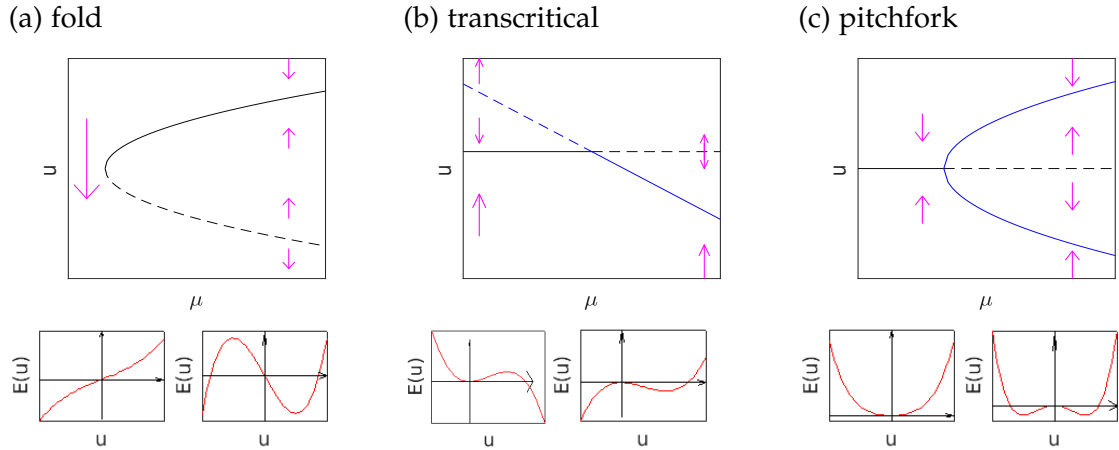 (a) fold
(b) transcritical
(c) pitchfork
u
u
u
μ
μ
μ
E(u)
E(u)
E(u)
E(u)
E(u)
E(u)
u
u
u
u
u
u